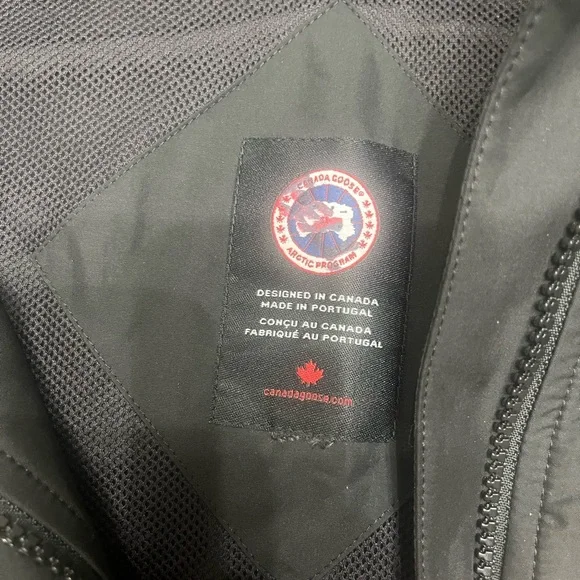 CANADA GOOSE®
ARCTIC PROGRAM
DESIGNED IN CANADA
MADE IN PORTUGAL
CONÇU AU CANADA
FABRIQUÉ AU PORTUGAL
canadagoose.com